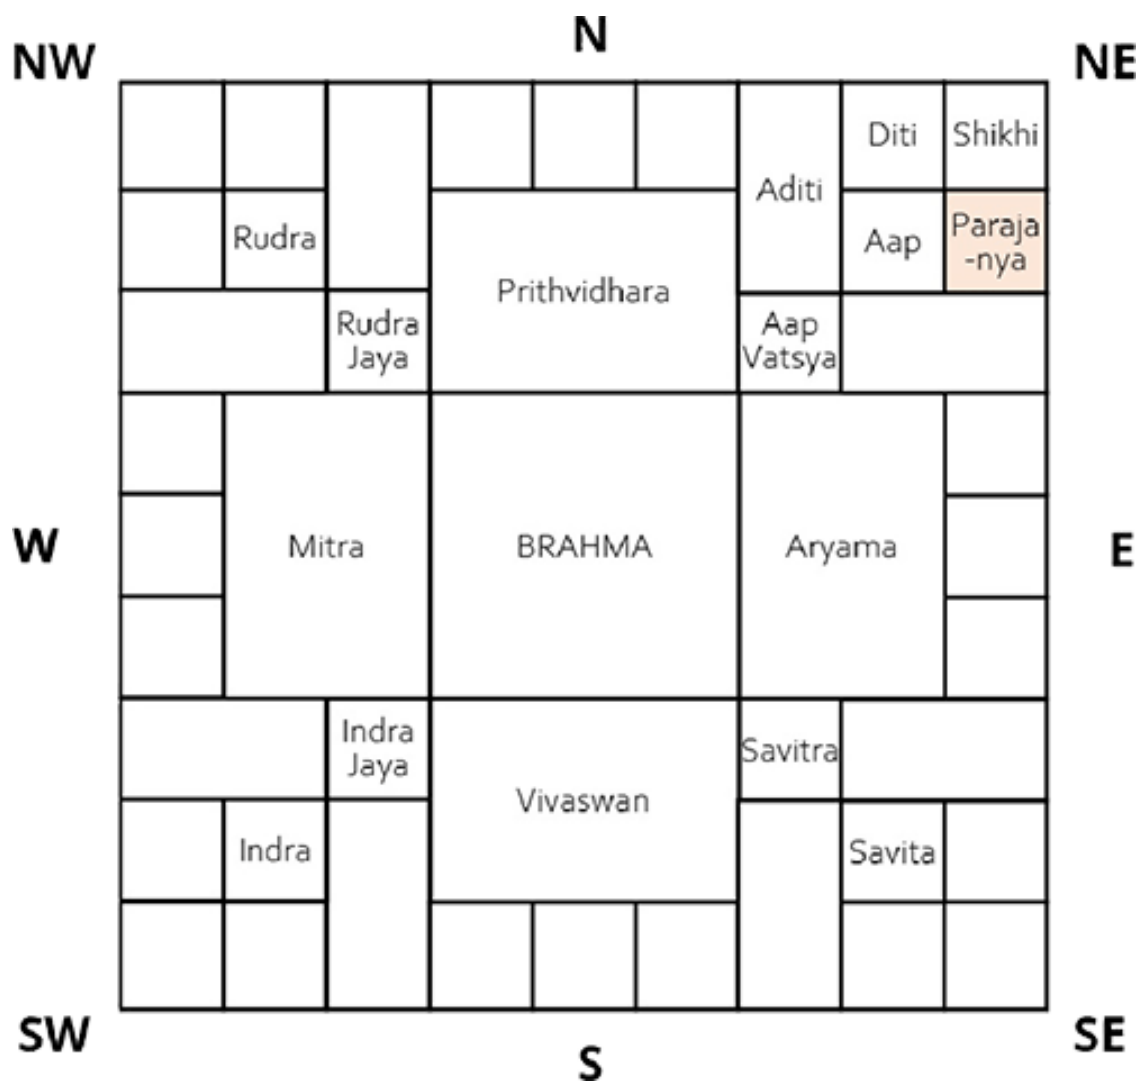 N
NW
NE
Diti
Shikhi
Aditi
Rudra
Aap
Paraja
-nya
Prithvidhara
Rudra
Jaya
Aap
Vatsya
W
Mitra
BRAHMA
Aryama
E
Indra
Jaya
Savitra
Vivaswan
Indra
Savita
SW
S
SE